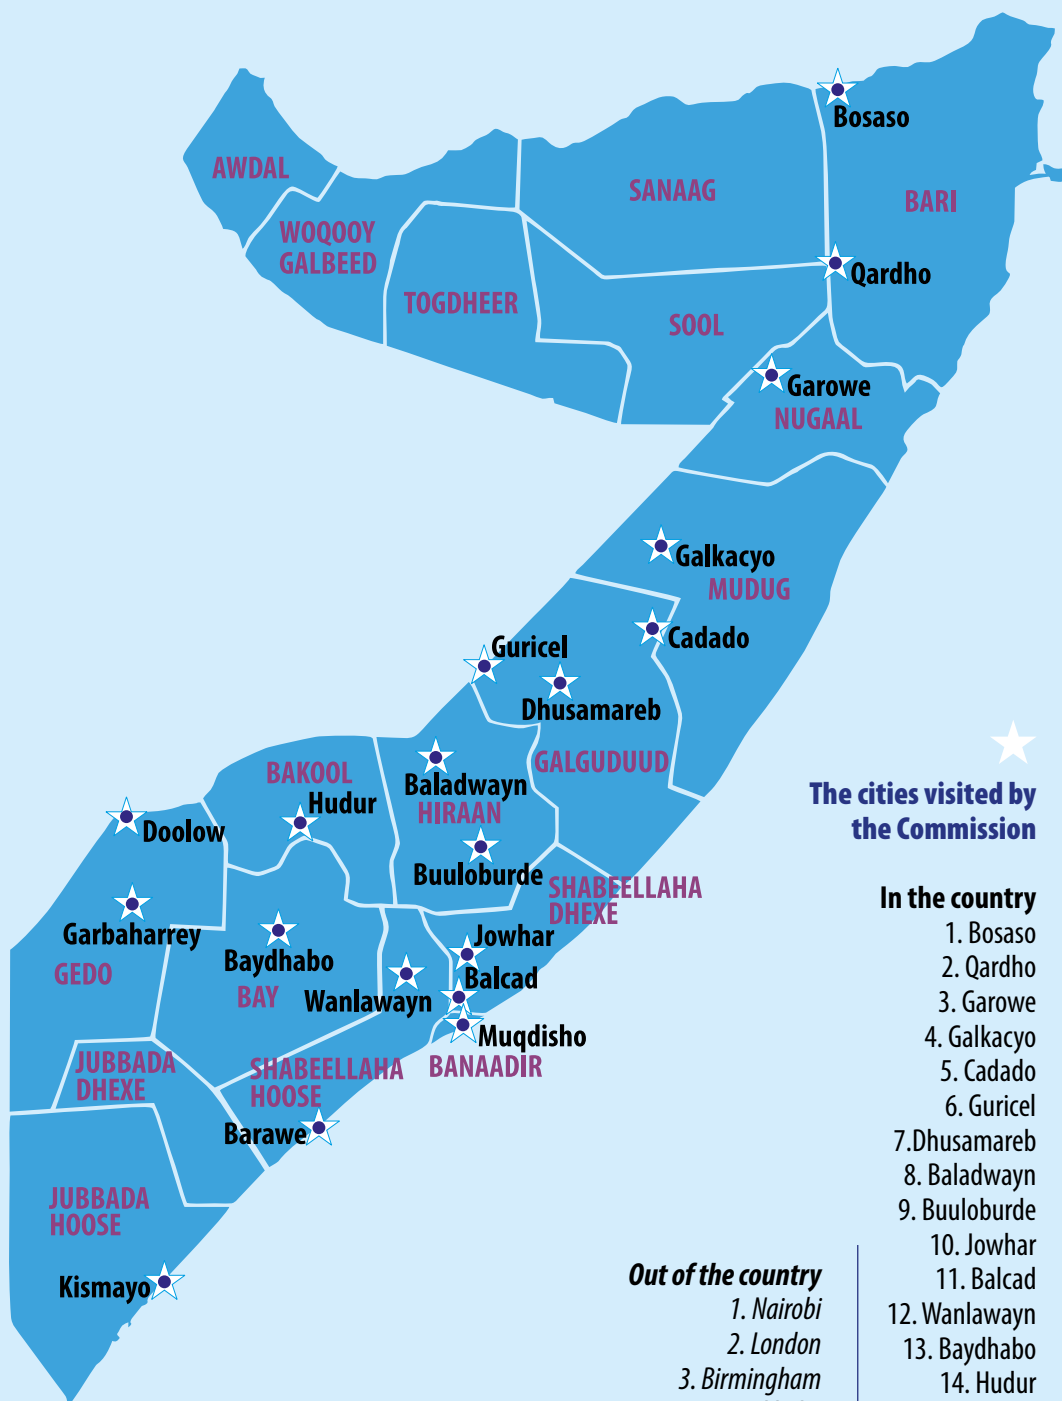 Bosaso
AWDAL
SANAAG
BARI
WOQOOY
GALBEED
Qardho
TOGDHEER
SOOL
Garowe
NUGAAL
Galkacyo
MUDUG
Cadado
Guricel
Dhusamareb
GALGUDUUD
BAKOOL
Baladwayn
HIRAAN
Hudur
Doolow
Buuloburde
SHABEELLAHA
DHEXE
Garbaharrey
GEDO
Baydhabo
BAY
Wanlawayn
Jowhar
Balcad
Muqdisho
BANAADIR
JUBBADA
DHEXE
SHABEELLAHA
HOOSE
Barawe
JUBBADA
HOOSE
Kismayo
The cities visited by
the Commission
In the country
1. Bosaso
2. Qardho
3. Garowe
4. Galkacyo
5. Cadado
6. Guricel
7.Dhusamareb
8. Baladwayn
9. Buuloburde
10. Jowhar
11. Balcad
12. Wanlawayn
13. Baydhabo
14. Hudur
Out of the country
1. Nairobi
2. London
3. Birmingham